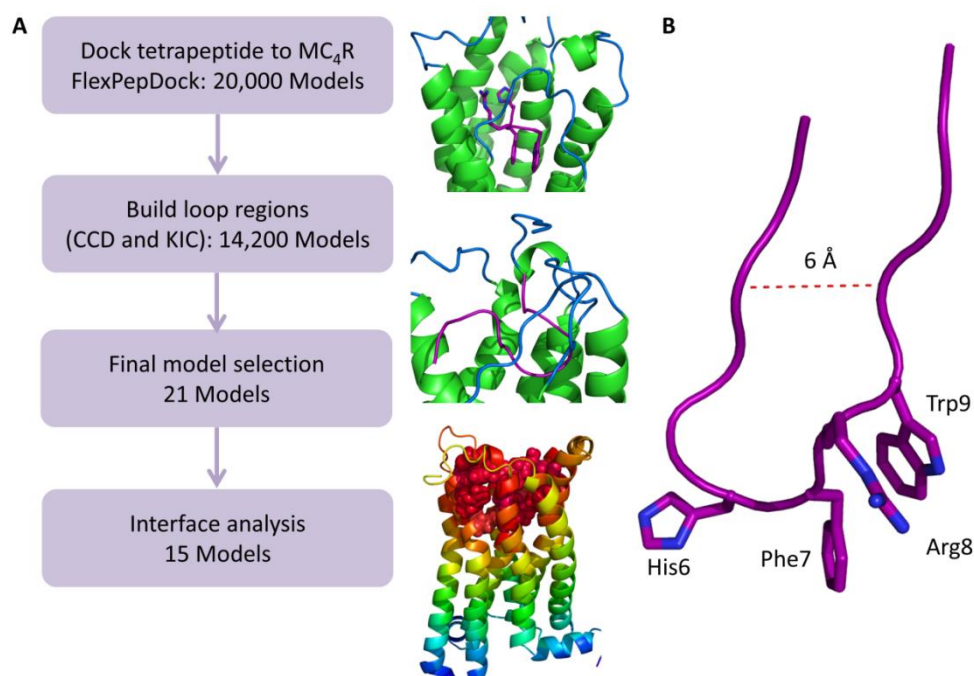 A
Dock tetrapeptide to MC₄R
FlexPepDock: 20,000 Models
Build loop regions
(CCD and KIC): 14,200 Models
Final model selection
21 Models
Interface analysis
15 Models
B
6 Å
Trp9
Arg8
Phe7
His6